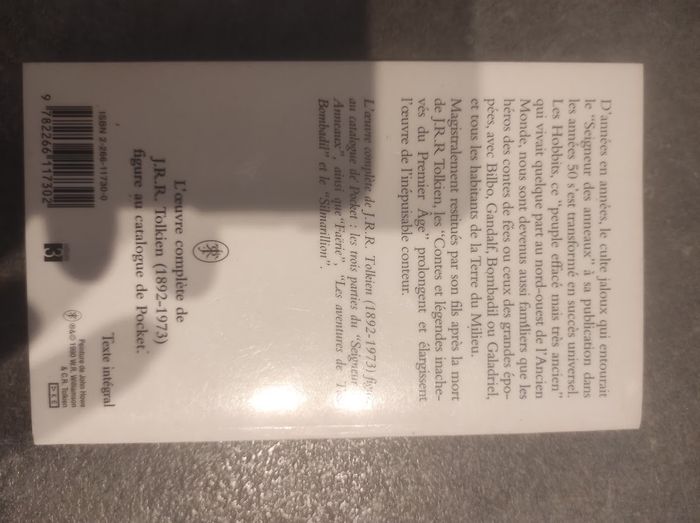 D'années en années, le culte jaloux qui entourait
le "Seigneur des anneaux" à sa publication dans
les années 50 s'est transformé en succès universel.
Les Hobbits, ce "peuple effacé mais très ancien"
qui vivait quelque part au nord-ouest de l'Ancien
Monde, nous sont devenus aussi familiers que les
héros des contes de fées ou ceux des grandes épo-
pées, avec Bilbo, Gandalf, Bombadil ou Galadriel,
et tous les habitants de la Terre du Milieu.
Magistralement restitués par son fils après la mort
de J.R.R Tolkien, les "Contes et légendes inache-
vés du Premier Âge" prolongent et élargissent
l'œuvre de l'inépuisable conteur.
L'œuvre complète de J.R.R. Tolkien (1892-1973)
au catalogue de Pocket : les trois parties du "Seigneur
Anneaux", ainsi que "Faërie", "Les aventures de
Bombadil" et le "Silmarillion".
L'œuvre complète de
J.R.R. Tolkien (1892-1973)
figure au catalogue de Pocket.
Texte intégral
ISBN 2-266-11730-0
9 782266 117302
Peinture de John Howe
®&© 1990 W.R. Williamson
& C.R. Tolkien